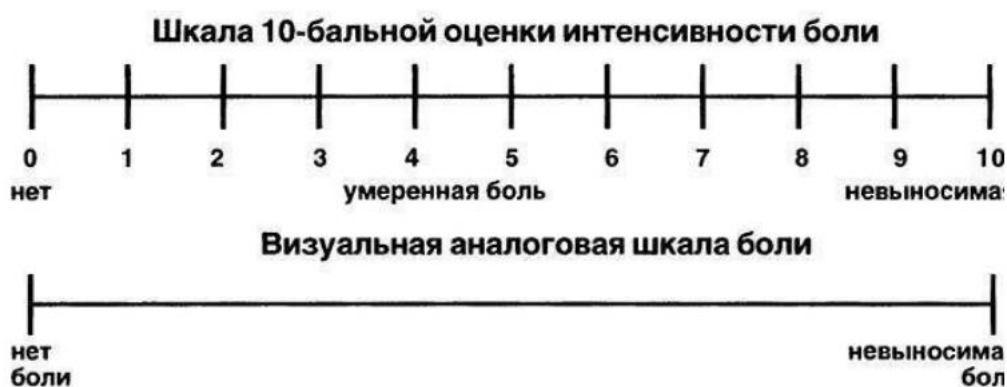 Шкала 10-бальной оценки интенсивности боли
0 1 2 3 4 5 6 7 8 9 10
нет умеренная боль невыносима
Визуальная аналоговая шкала боли
нет невыносима
боли бол